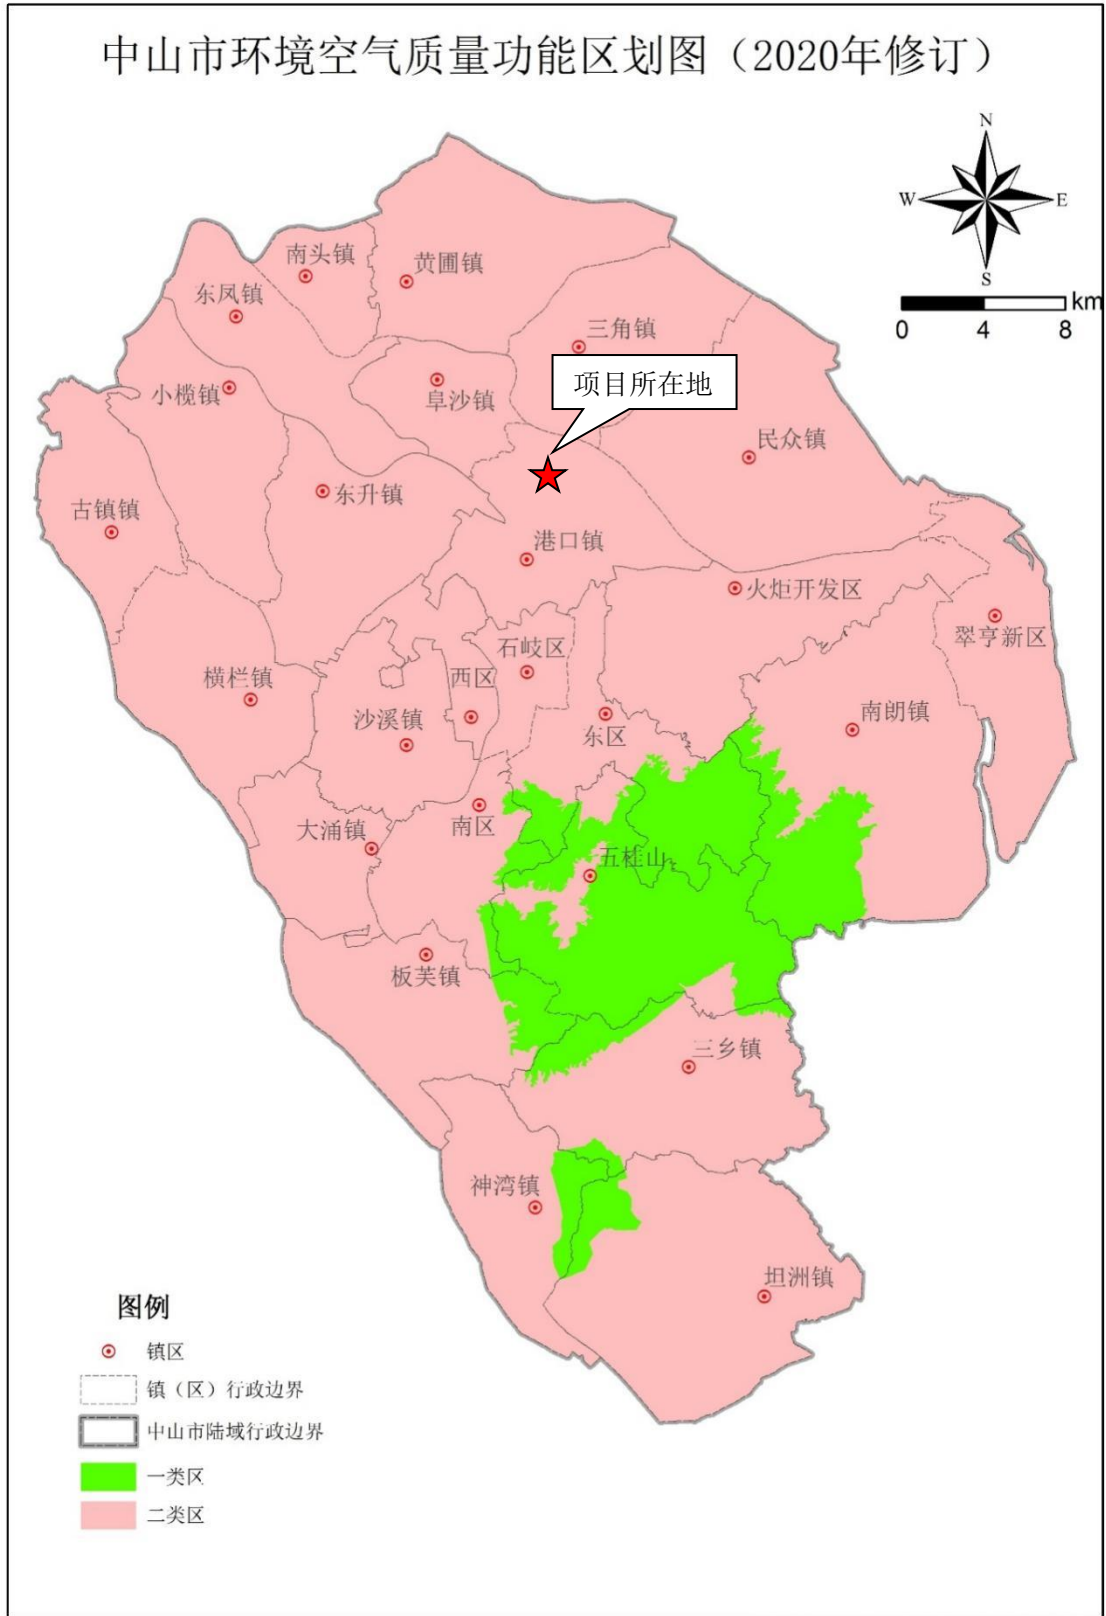 中山市环境空气质量功能区划图（2020年修订）
N
W
E
S
km
0 4 8
南头镇
黄圃镇
东凤镇
三角镇
项目所在地
小榄镇
阜沙镇
民众镇
东升镇
古镇镇
港口镇
火炬开发区
翠亨新区
石岐区
横栏镇
西区
沙溪镇
东区
南朗镇
大涌镇
南区
五桂山
板芙镇
三乡镇
神湾镇
坦洲镇
图例
镇区
镇（区）行政边界
中山市陆域行政边界
一类区
二类区